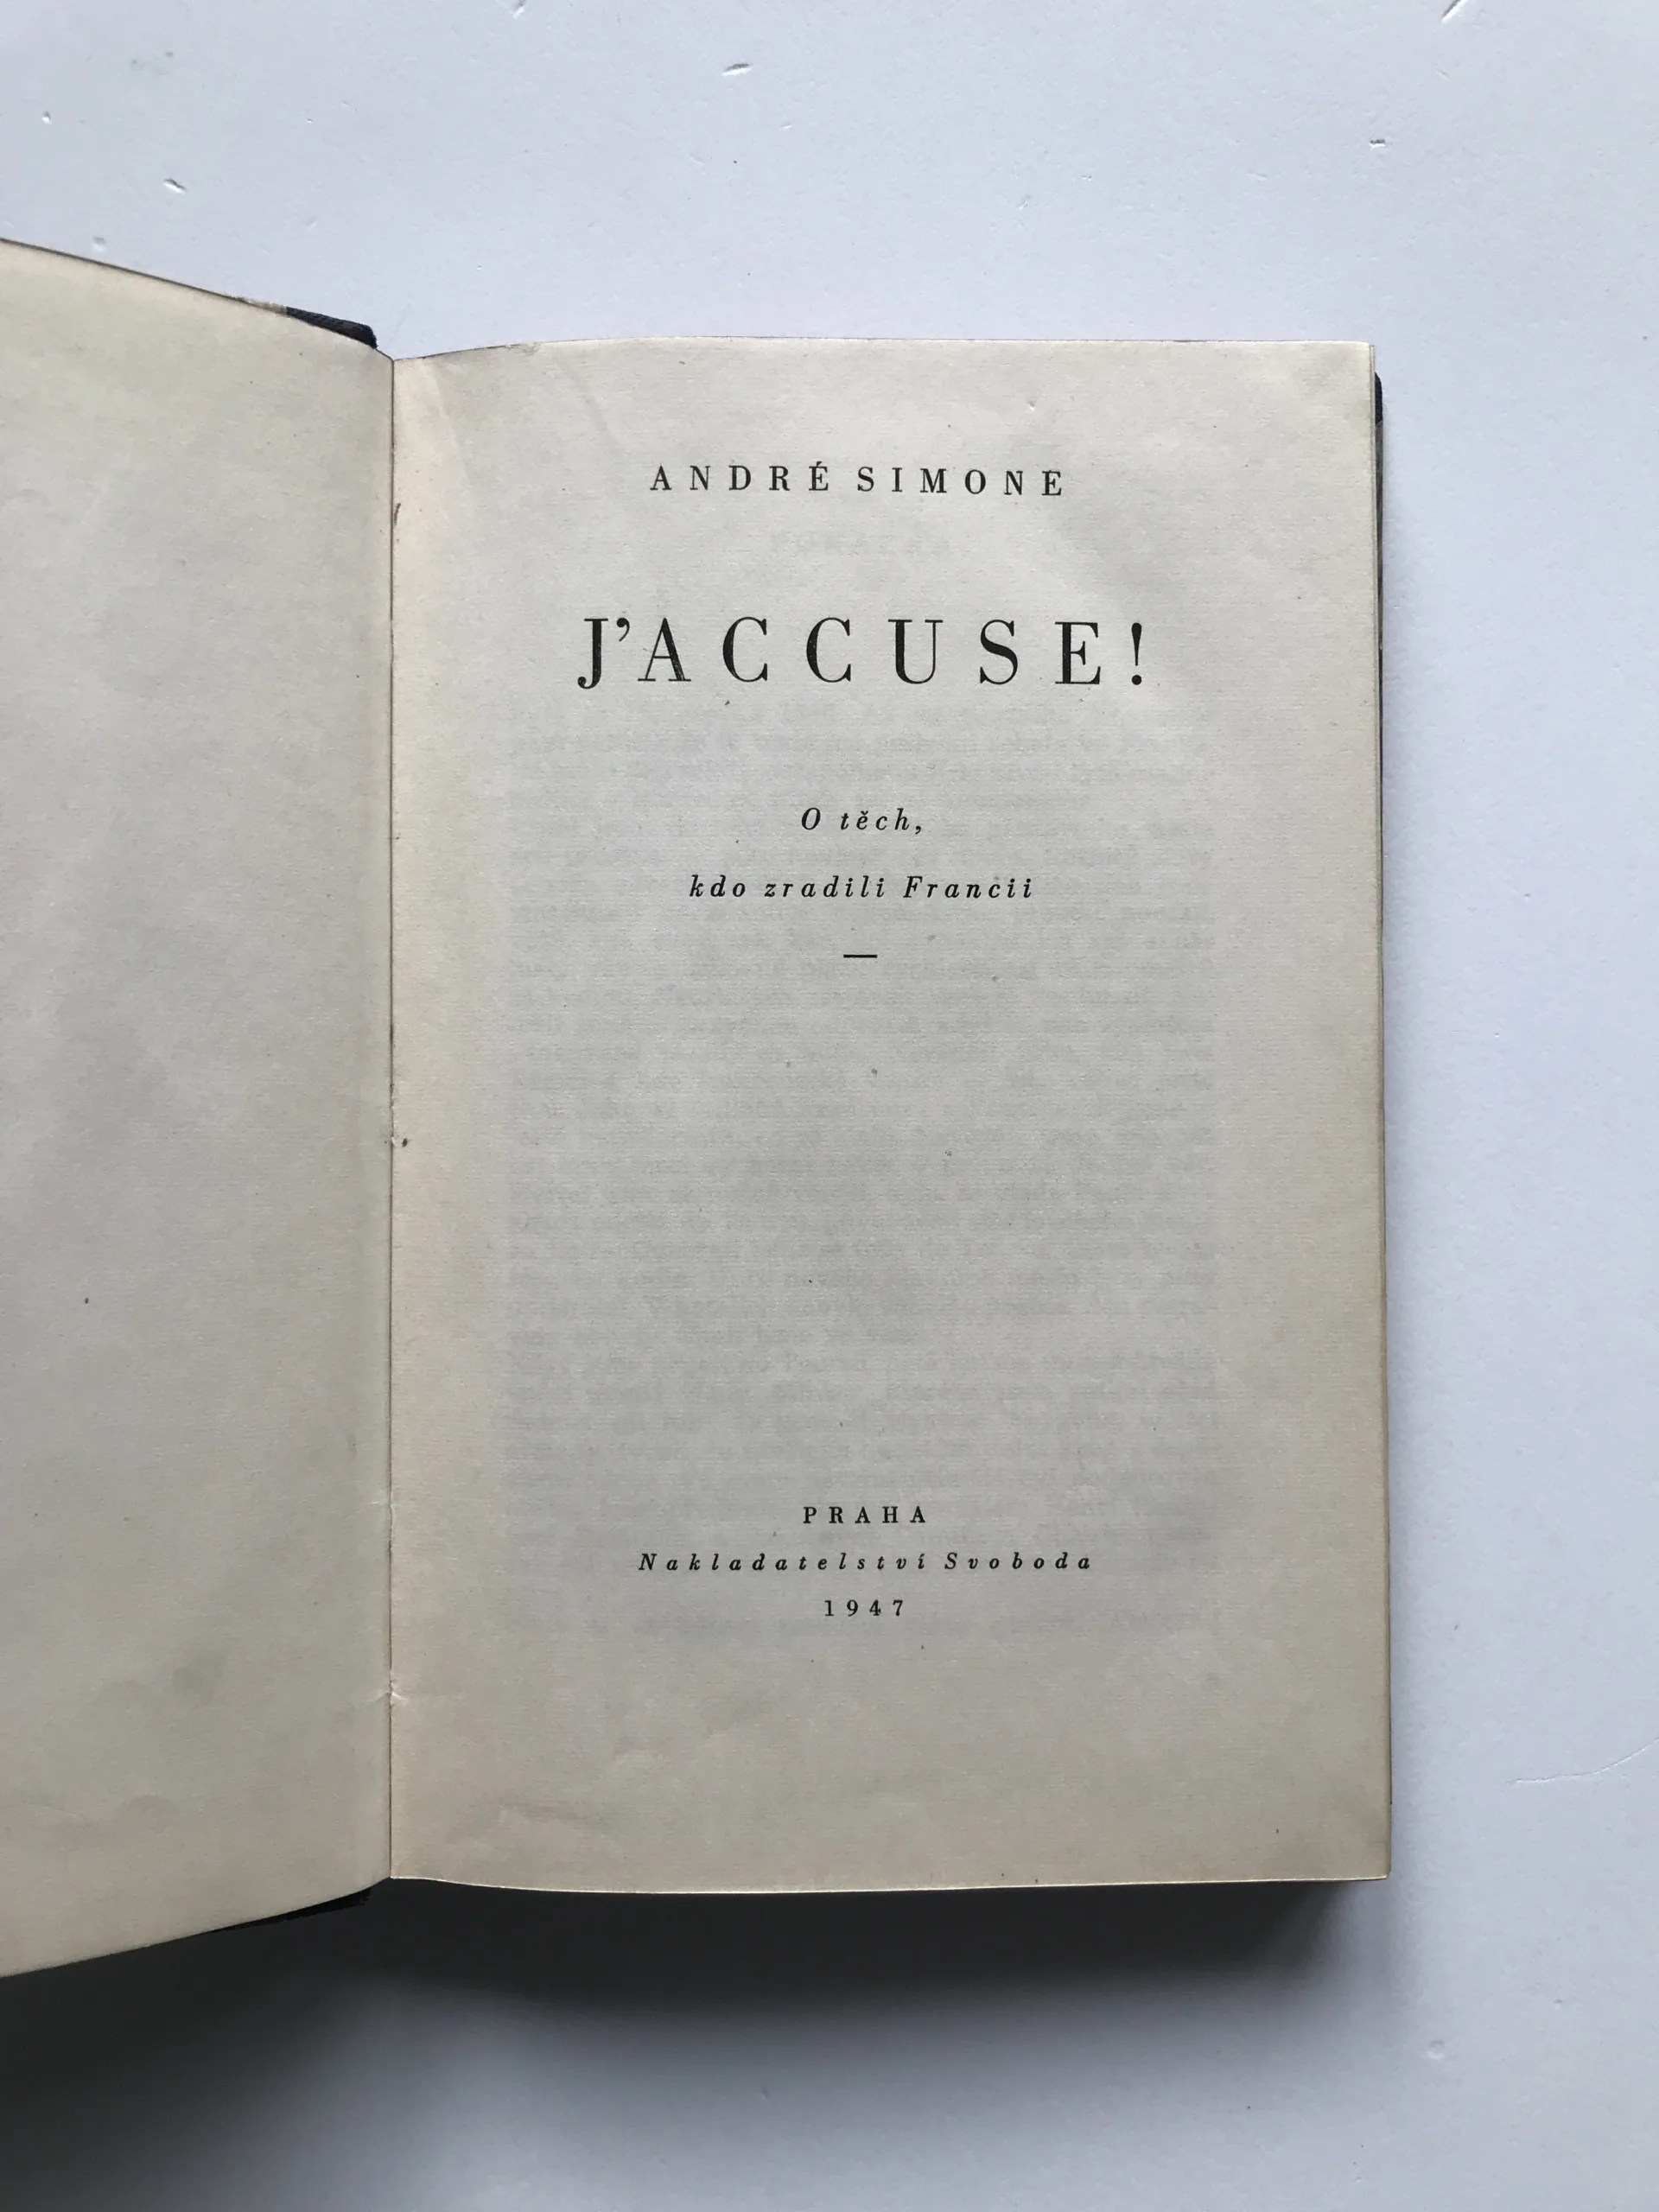 ANDRÉ SIMONE
J’ACCUSE!
O těch,
kdo zradili Francii
—
PRAHA
Nakladatelství Svoboda
1947